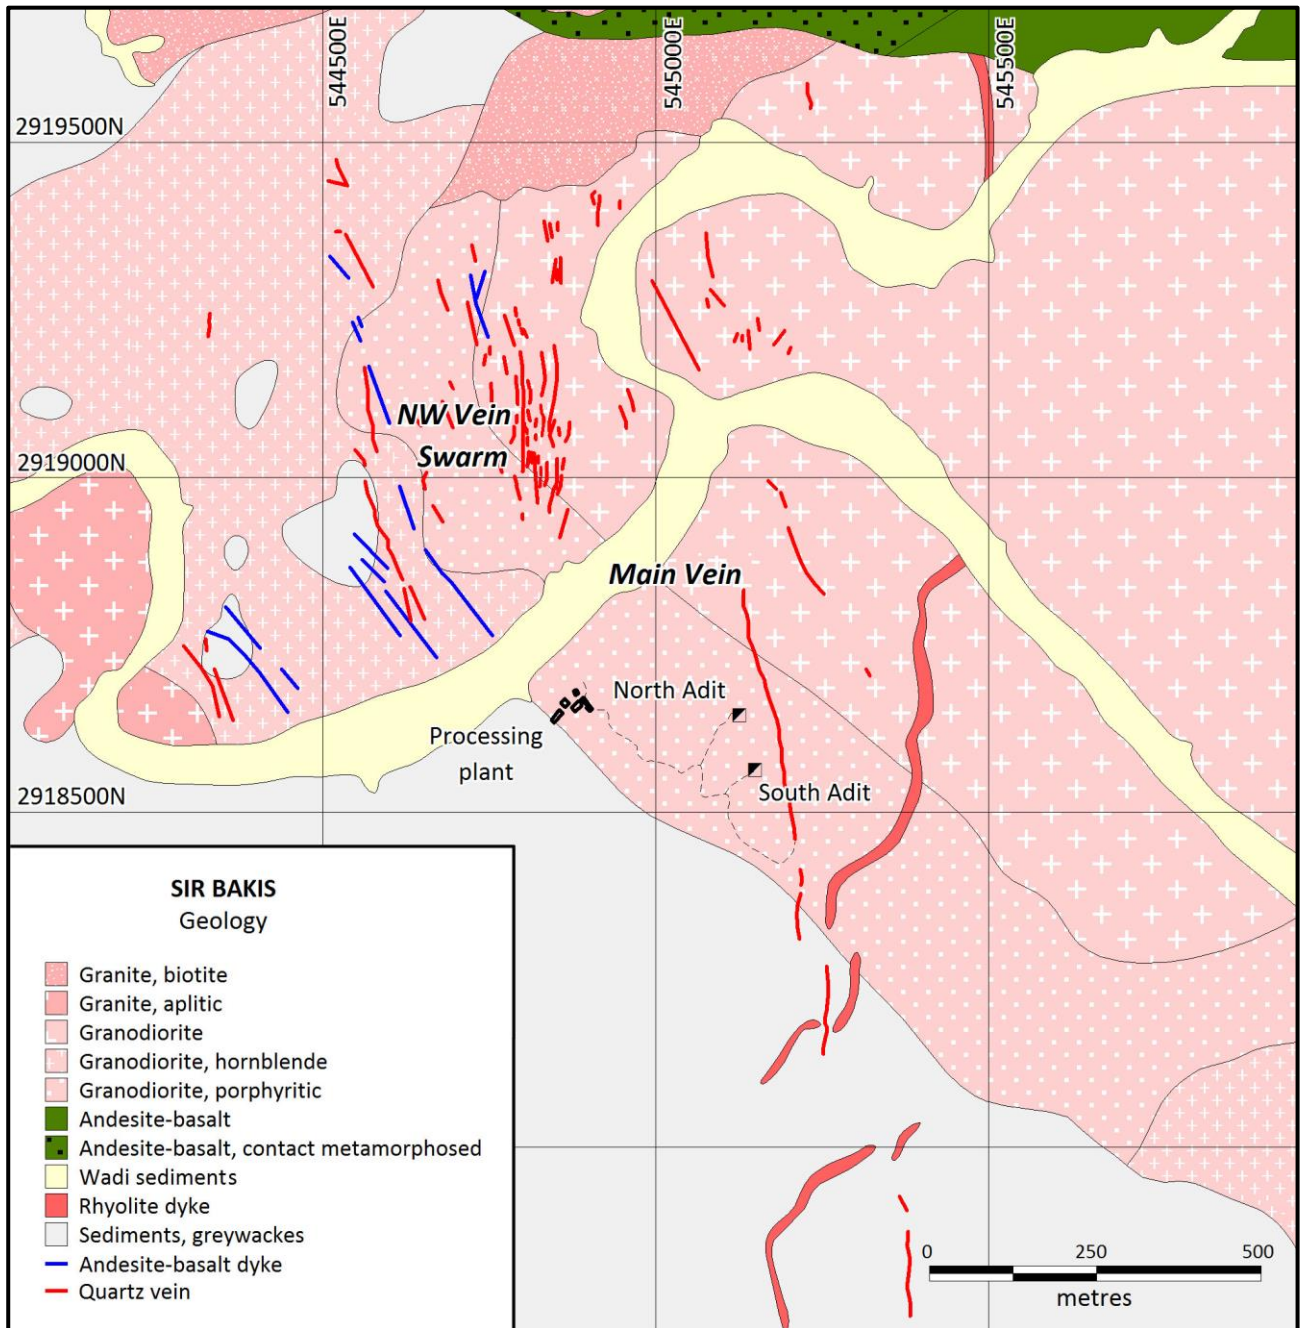 544500E
545000E
545500E
2919500N
NW Vein
Swarm
2919000N
Main Vein
North Adit
Processing
plant
2918500N
South Adit
SIR BAKIS
Geology
Granite, biotite
Granite, aplitic
Granodiorite
Granodiorite, hornblende
Granodiorite, porphyritic
Andesite-basalt
Andesite-basalt, contact metamorphosed
Wadi sediments
Rhyolite dyke
Sediments, greywackes
Andesite-basalt dyke
Quartz vein
0 250 500
metres